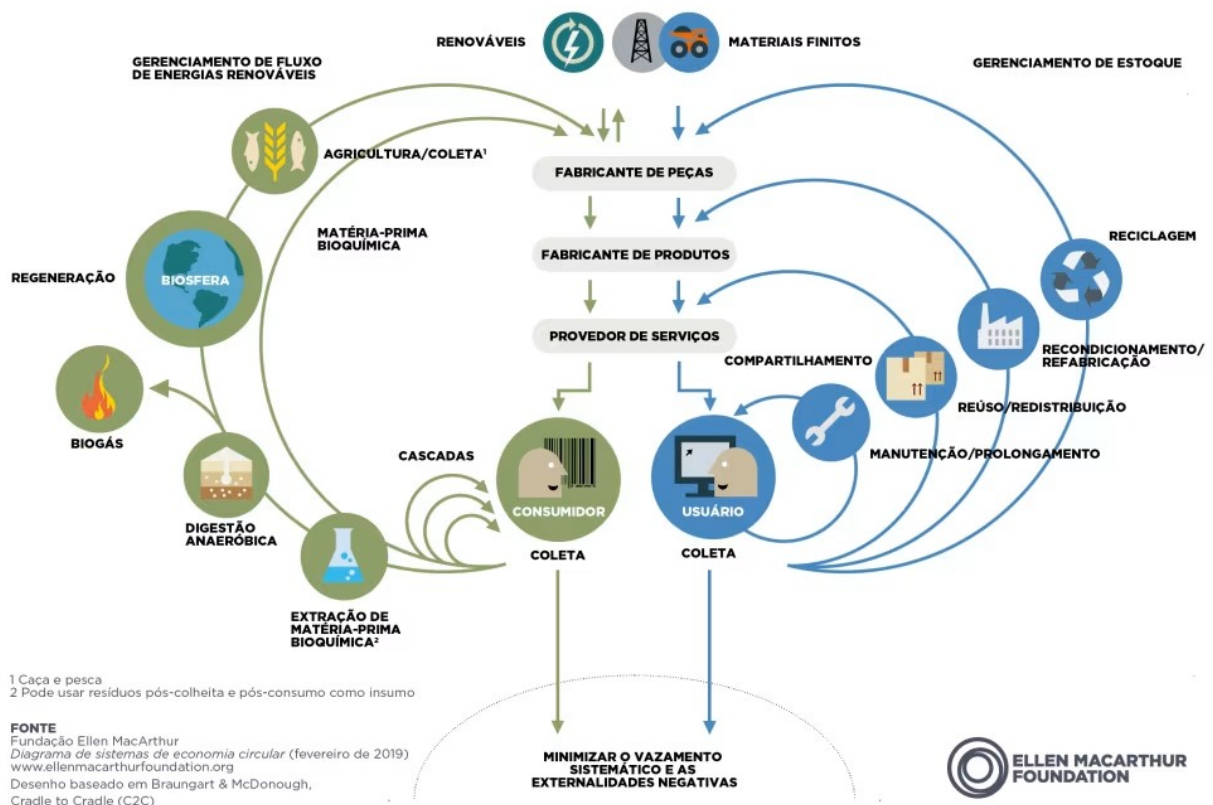 RENOVÁVEIS
MATERIAIS FINITOS
GERENCIAMENTO DE FLUXO
DE ENERGIAS RENOVÁVEIS
GERENCIAMENTO DE ESTOQUE
AGRICULTURA/COLETA¹
FABRICANTE DE PEÇAS
MATÉRIA-PRIMA
BIOQUÍMICA
RECICLAGEM
FABRICANTE DE PRODUTOS
REGENERAÇÃO
BIOSFERA
PROVEDOR DE SERVIÇOS
COMPARTILHAMENTO
RECONDICIONAMENTO/
REFABRICAÇÃO
REÚSO/REDISTRIBUIÇÃO
BIOGÁS
CASCADAS
MANUTENÇÃO/PROLONGAMENTO
CONSUMIDOR
USUÁRIO
DIGESTÃO
ANAERÓBICA
COLETA
COLETA
EXTRAÇÃO DE
MATÉRIA-PRIMA
BIOQUÍMICA²
1 Caça e pesca
2 Pode usar resíduos pós-colheita e pós-consumo como insumo
FONTE
Fundação Ellen MacArthur
Diagrama de sistemas de economia circular (fevereiro de 2019)
www.ellenmacarthurfoundation.org
Desenho baseado em Braungart & McDonough,
Cradle to Cradle (C2C)
MINIMIZAR O VAZAMENTO
SISTEMÁTICO E AS
EXTERNALIDADES NEGATIVAS
ELLEN MACARTHUR
FOUNDATION